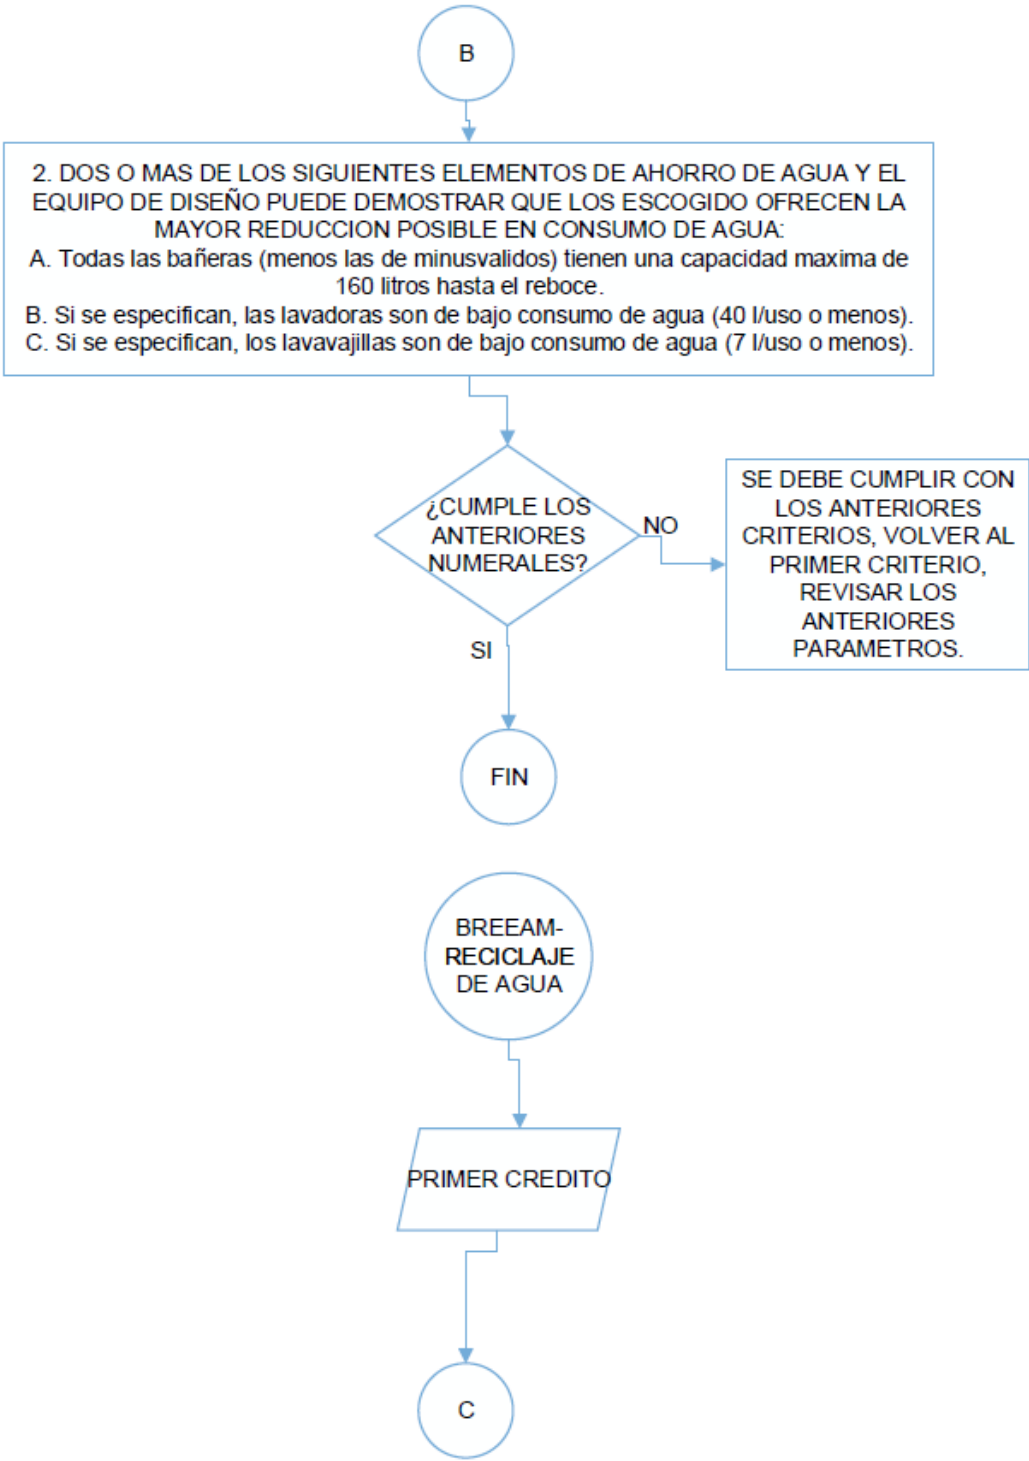 B
2. DOS O MAS DE LOS SIGUIENTES ELEMENTOS DE AHORRO DE AGUA Y EL
EQUIPO DE DISEÑO PUEDE DEMOSTRAR QUE LOS ESCOGIDO OFRECEN LA
MAYOR REDUCCION POSIBLE EN CONSUMO DE AGUA:
A. Todas las bañeras (menos las de minusvalidos) tienen una capacidad maxima de
160 litros hasta el reboce.
B. Si se especifican, las lavadoras son de bajo consumo de agua (40 l/uso o menos).
C. Si se especifican, los lavavajillas son de bajo consumo de agua (7 l/uso o menos).
¿CUMPLE LOS
ANTERIORES
NUMERALES?
NO
SE DEBE CUMPLIR CON
LOS ANTERIORES
CRITERIOS, VOLVER AL
PRIMER CRITERIO,
REVISAR LOS
ANTERIORES
PARAMETROS.
SI
FIN
BREEAM-
RECICLAJE
DE AGUA
PRIMER CREDITO
C